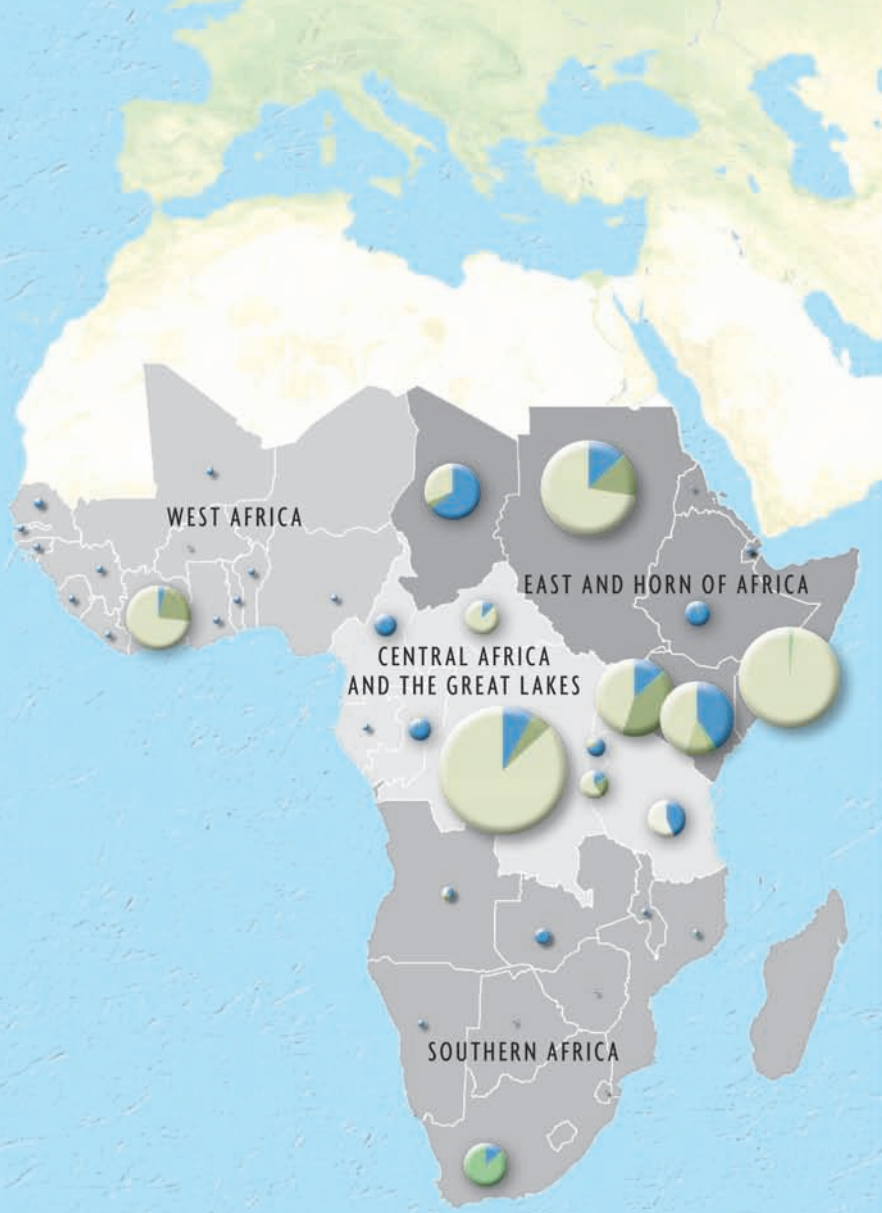 WEST AFRICA
EAST AND HORN OF AFRICA
CENTRAL AFRICA
AND THE GREAT LAKES
SOUTHERN AFRICA